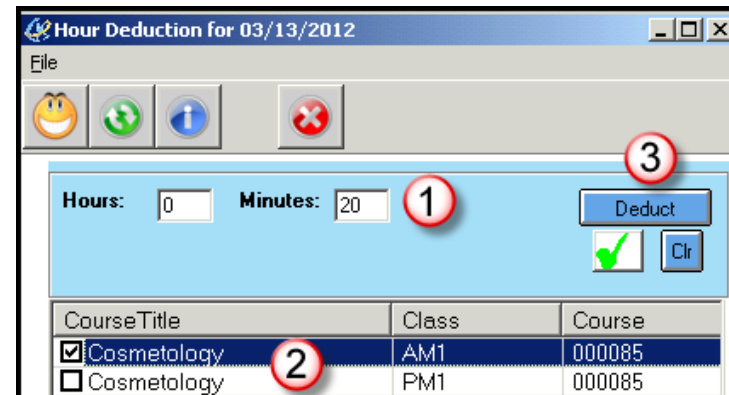 Hour Deduction for 03/13/2012
File
3
Hours: 0 Minutes: 20 1 Deduct
Clr
CourseTitle Class Course
Cosmetology AM1 000085
2
Cosmetology PM1 000085